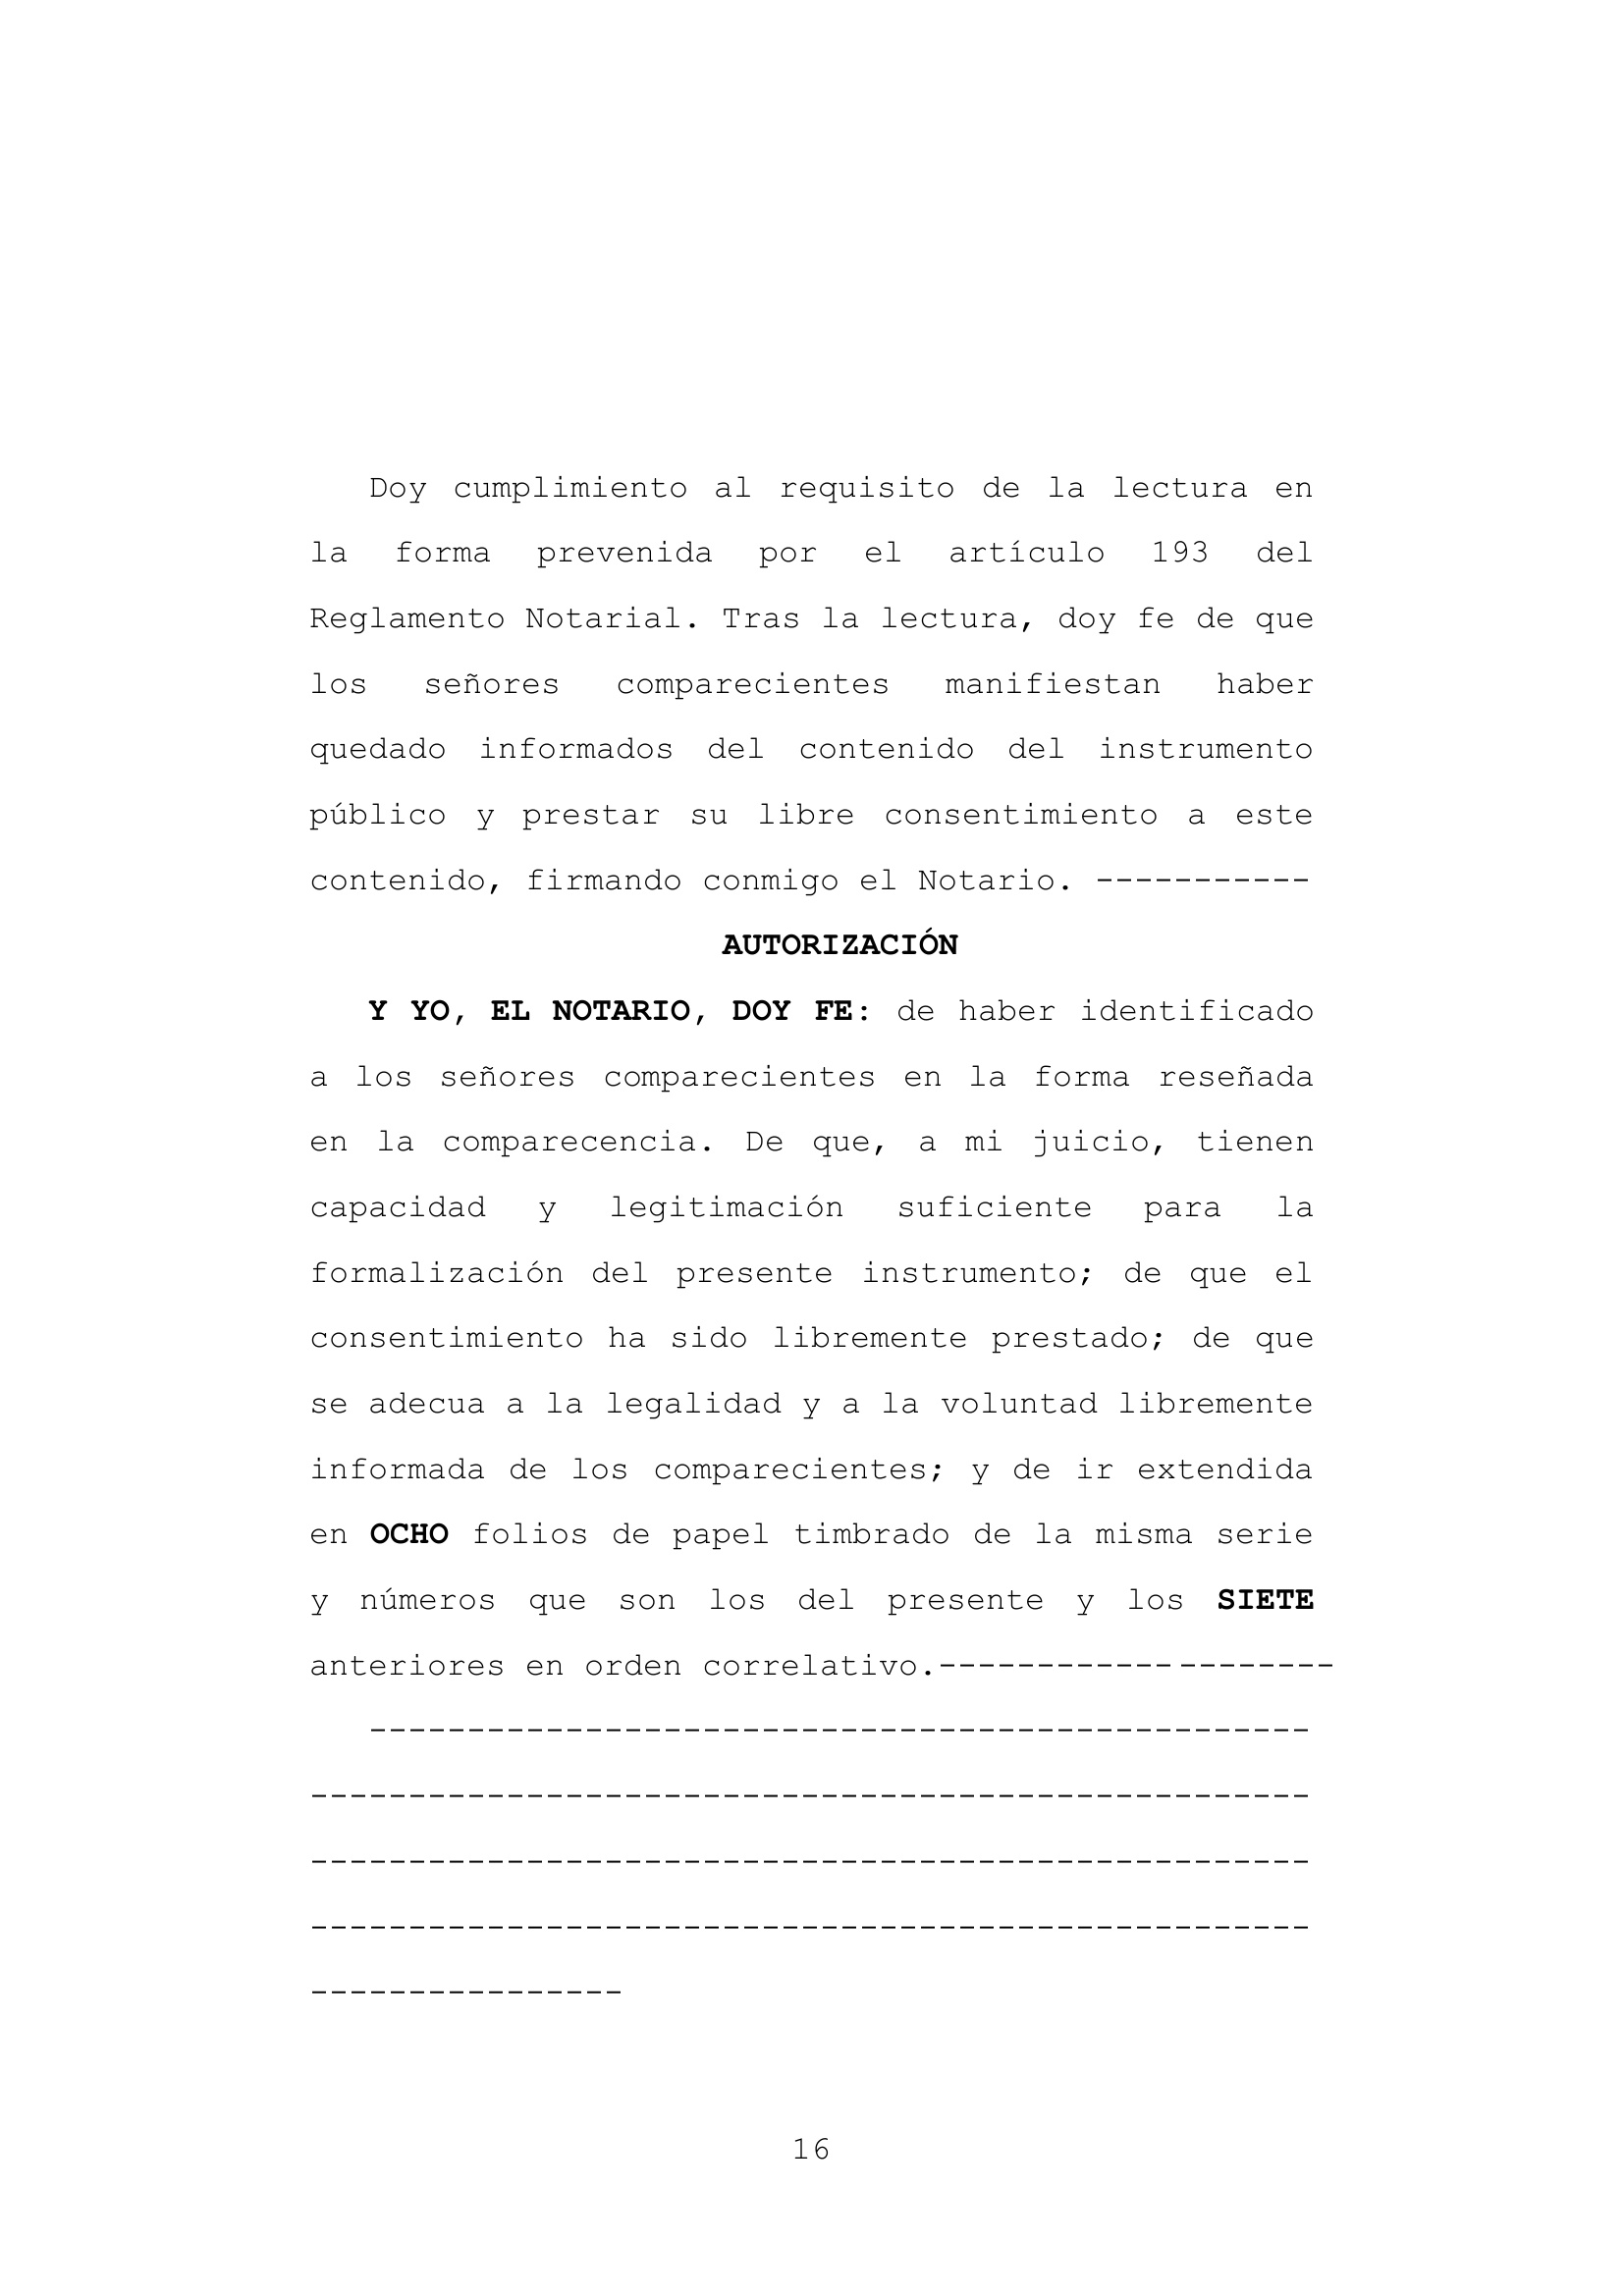 Doy cumplimiento al requisito de la lectura en
la forma prevenida por el artículo 193 del
Reglamento Notarial. Tras la lectura, doy fe de que
los señores comparecientes manifiestan haber
quedado informados del contenido del instrumento
público y prestar su libre consentimiento a este
contenido, firmando conmigo el Notario. -----------
AUTORIZACIÓN
Y YO, EL NOTARIO, DOY FE: de haber identificado
a los señores comparecientes en la forma reseñada
en la comparecencia. De que, a mi juicio, tienen
capacidad y legitimación suficiente para la
formalización del presente instrumento; de que el
consentimiento ha sido libremente prestado; de que
se adecua a la legalidad y a la voluntad libremente
informada de los comparecientes; y de ir extendida
en OCHO folios de papel timbrado de la misma serie
y números que son los del presente y los SIETE
anteriores en orden correlativo.--------------------
------------------------------------------------
---------------------------------------------------
---------------------------------------------------
---------------------------------------------------
----------------
16